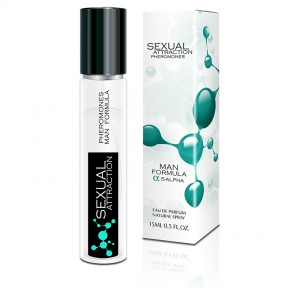 PHEROMONES
MAN FORMULA
SEXUAL
ATTRACTION
SEXUAL
ATTRACTION
PHEROMONES
MAN
FORMULA
α 5-ALPHA
EAU DE PARFUM
NATURAL SPRAY
15ML 0.5 FL.OZ.